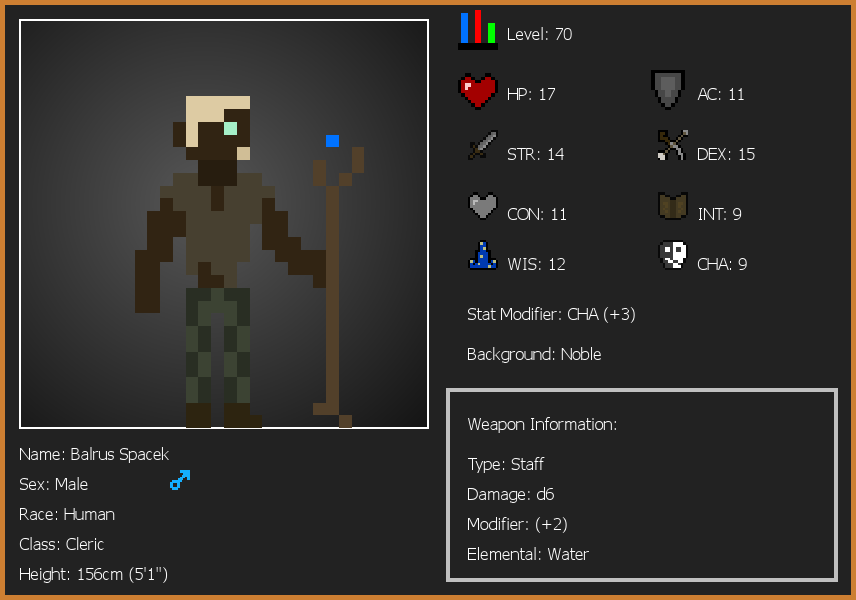 Level: 70
HP: 17
AC: 11
STR: 14
DEX: 15
CON: 11
INT: 9
WIS: 12
CHA: 9
Stat Modifier: CHA (+3)
Background: Noble
Weapon Information:
Type: Staff
Damage: d6
Modifier: (+2)
Elemental: Water
Name: Balrus Spacek
Sex: Male
Race: Human
Class: Cleric
Height: 156cm (5'1")